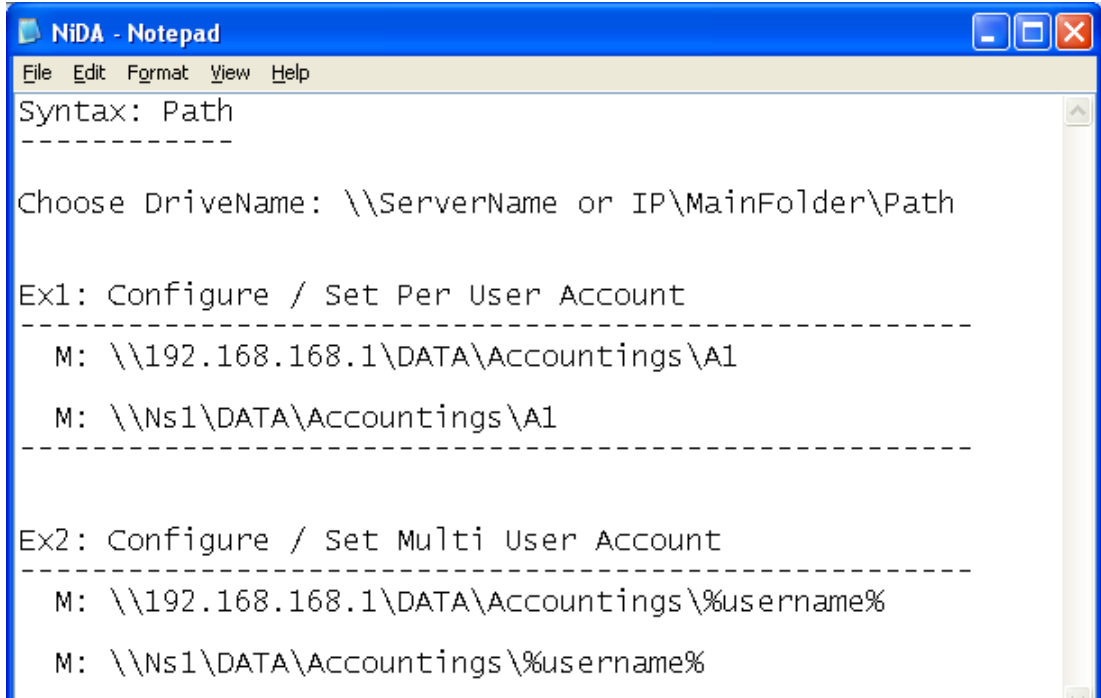 NiDA - Notepad
File Edit Format View Help
Syntax: Path
------------
Choose DriveName: \\ServerName or IP\MainFolder\Path
Ex1: Configure / Set Per User Account
-----------------------------------------------------
M: \\192.168.168.1\DATA\Accountings\A1
M: \\Ns1\DATA\Accountings\A1
-----------------------------------------------------
Ex2: Configure / Set Multi User Account
-----------------------------------------------------
M: \\192.168.168.1\DATA\Accountings\%username%
M: \\Ns1\DATA\Accountings\%username%